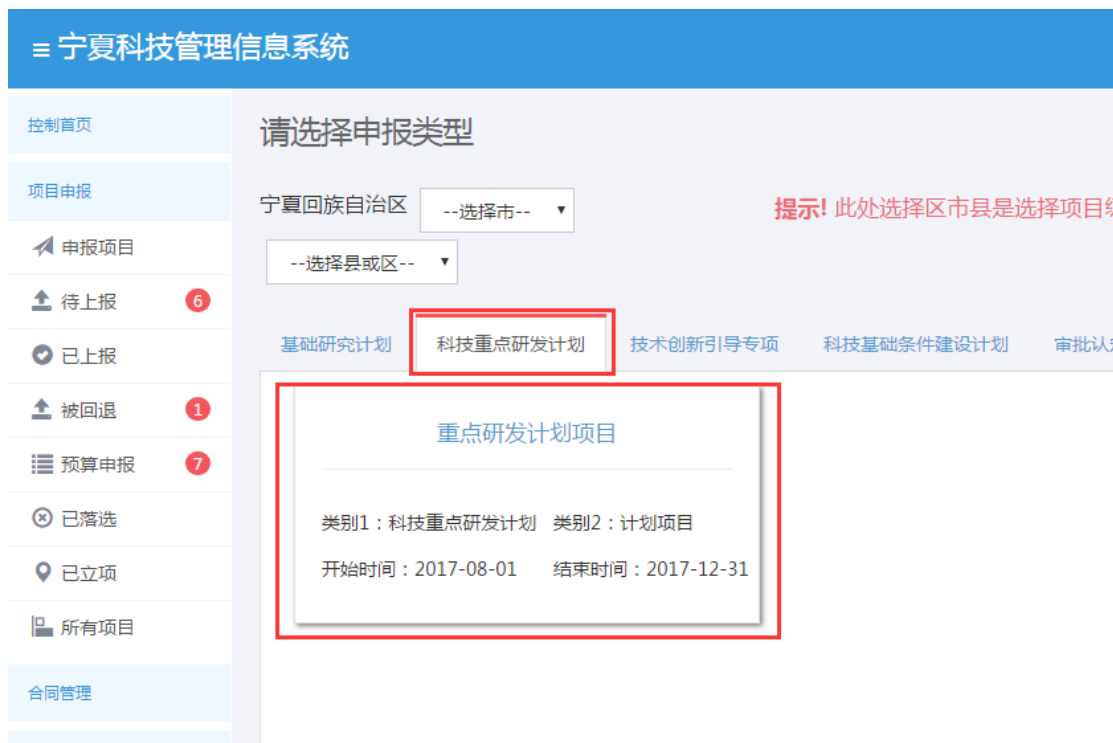 ≡ 宁夏科技管理信息系统
控制首页
项目申报
申报项目
待上报 6
已上报
被回退 1
预算申报 7
已落选
已立项
所有项目
合同管理
请选择申报类型
宁夏回族自治区 --选择市--
提示! 此处选择区市县是选择项目
--选择县或区--
基础研究计划 科技重点研发计划 技术创新引导专项 科技基础条件建设计划 审批认
重点研发计划项目
类别1：科技重点研发计划 类别2：计划项目
开始时间：2017-08-01 结束时间：2017-12-31